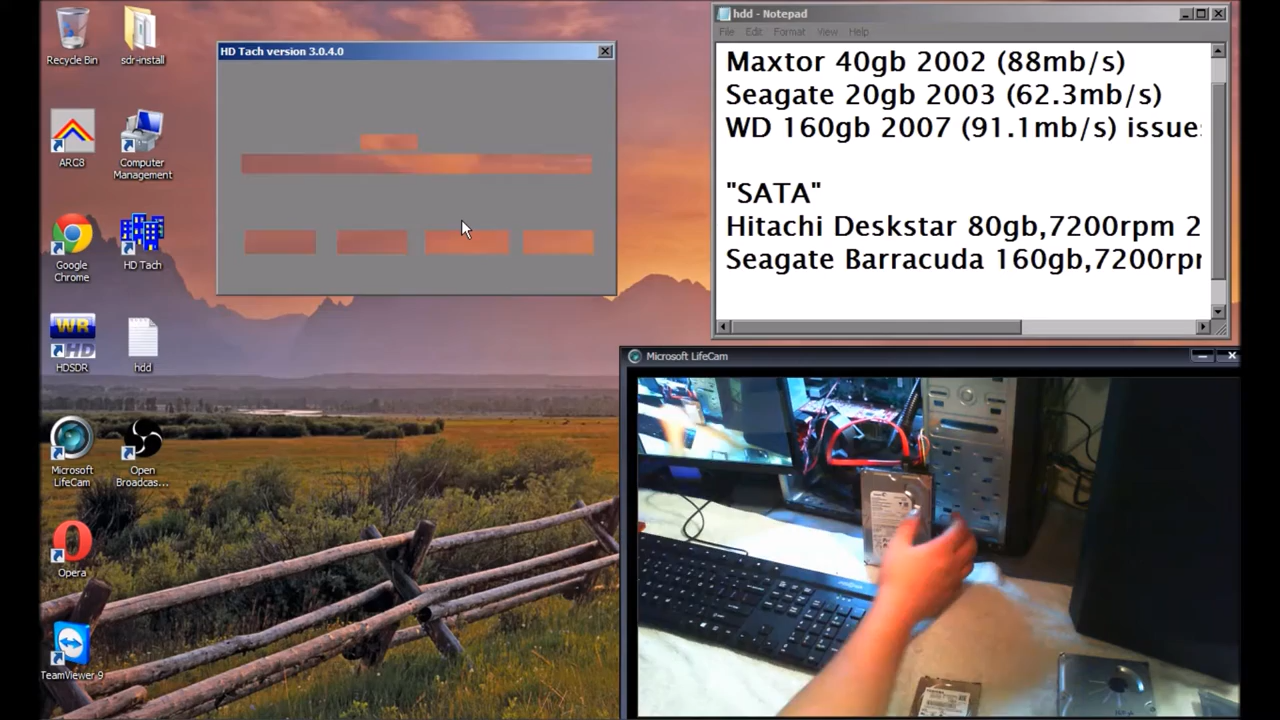 Recycle Bin
sdr-install
ARC8
Computer
Management
Google
Chrome
HD Tach
WR
HD
HDSDR
hdd
Microsoft
LifeCam
Open
Broadcas...
Opera
TeamViewer 9
HD Tach version 3.0.4.0
hdd - Notepad
File Edit Format View Help
Maxtor 40gb 2002 (88mb/s)
Seagate 20gb 2003 (62.3mb/s)
WD 160gb 2007 (91.1mb/s) issue
"SATA"
Hitachi Deskstar 80gb,7200rpm 2
Seagate Barracuda 160gb,7200rp
Microsoft LifeCam